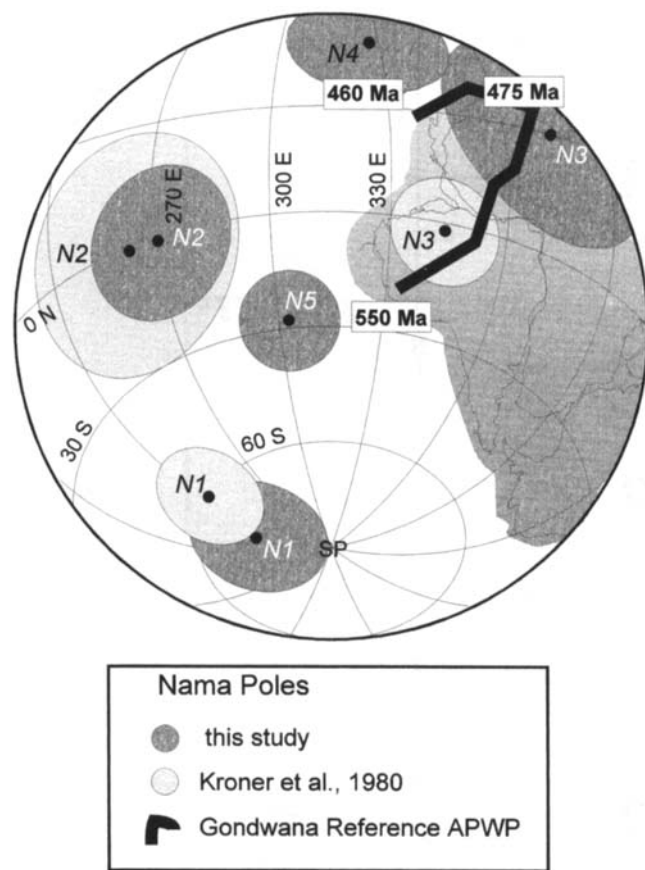 N4
460 Ma
475 Ma
N3
300 E
330 E
270 E
N2
N2
N3
N5
0 N
550 Ma
30 S
60 S
N1
N1
SP
Nama Poles
this study
Kroner et al., 1980
Gondwana Reference APWP